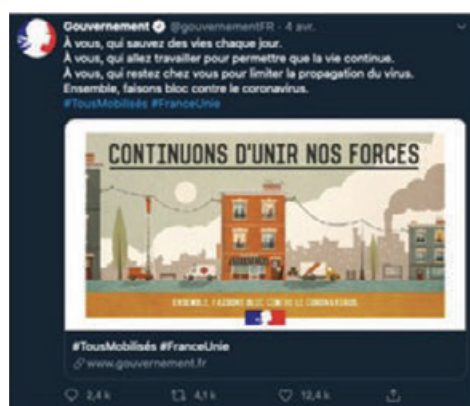 Gouvernement @gouvernementFR · 4 avr.
À vous, qui sauvez des vies chaque jour.
À vous, qui allez travailler pour permettre que la vie continue.
À vous, qui restez chez vous pour limiter la propagation du virus.
Ensemble, faisons bloc contre le coronavirus.
#TousMobilisés #FranceUnie
CONTINUONS D'UNIR NOS FORCES
ENSEMBLE, FAISONS BLOC CONTRE LE CORONAVIRUS
#TousMobilisés #FranceUnie
www.gouvernement.fr
2,4 k 4,1 k 12,4 k